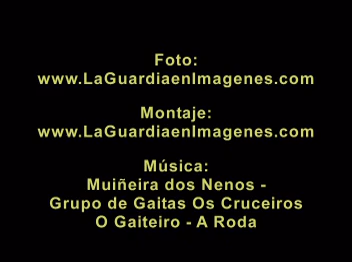 Foto:
www.LaGuardiaenImagenes.com
Montaje:
www.LaGuardiaenImagenes.com
Música:
Muiñeira dos Nenos -
Grupo de Gaitas Os Cruceiros
O Gaiteiro - A Roda